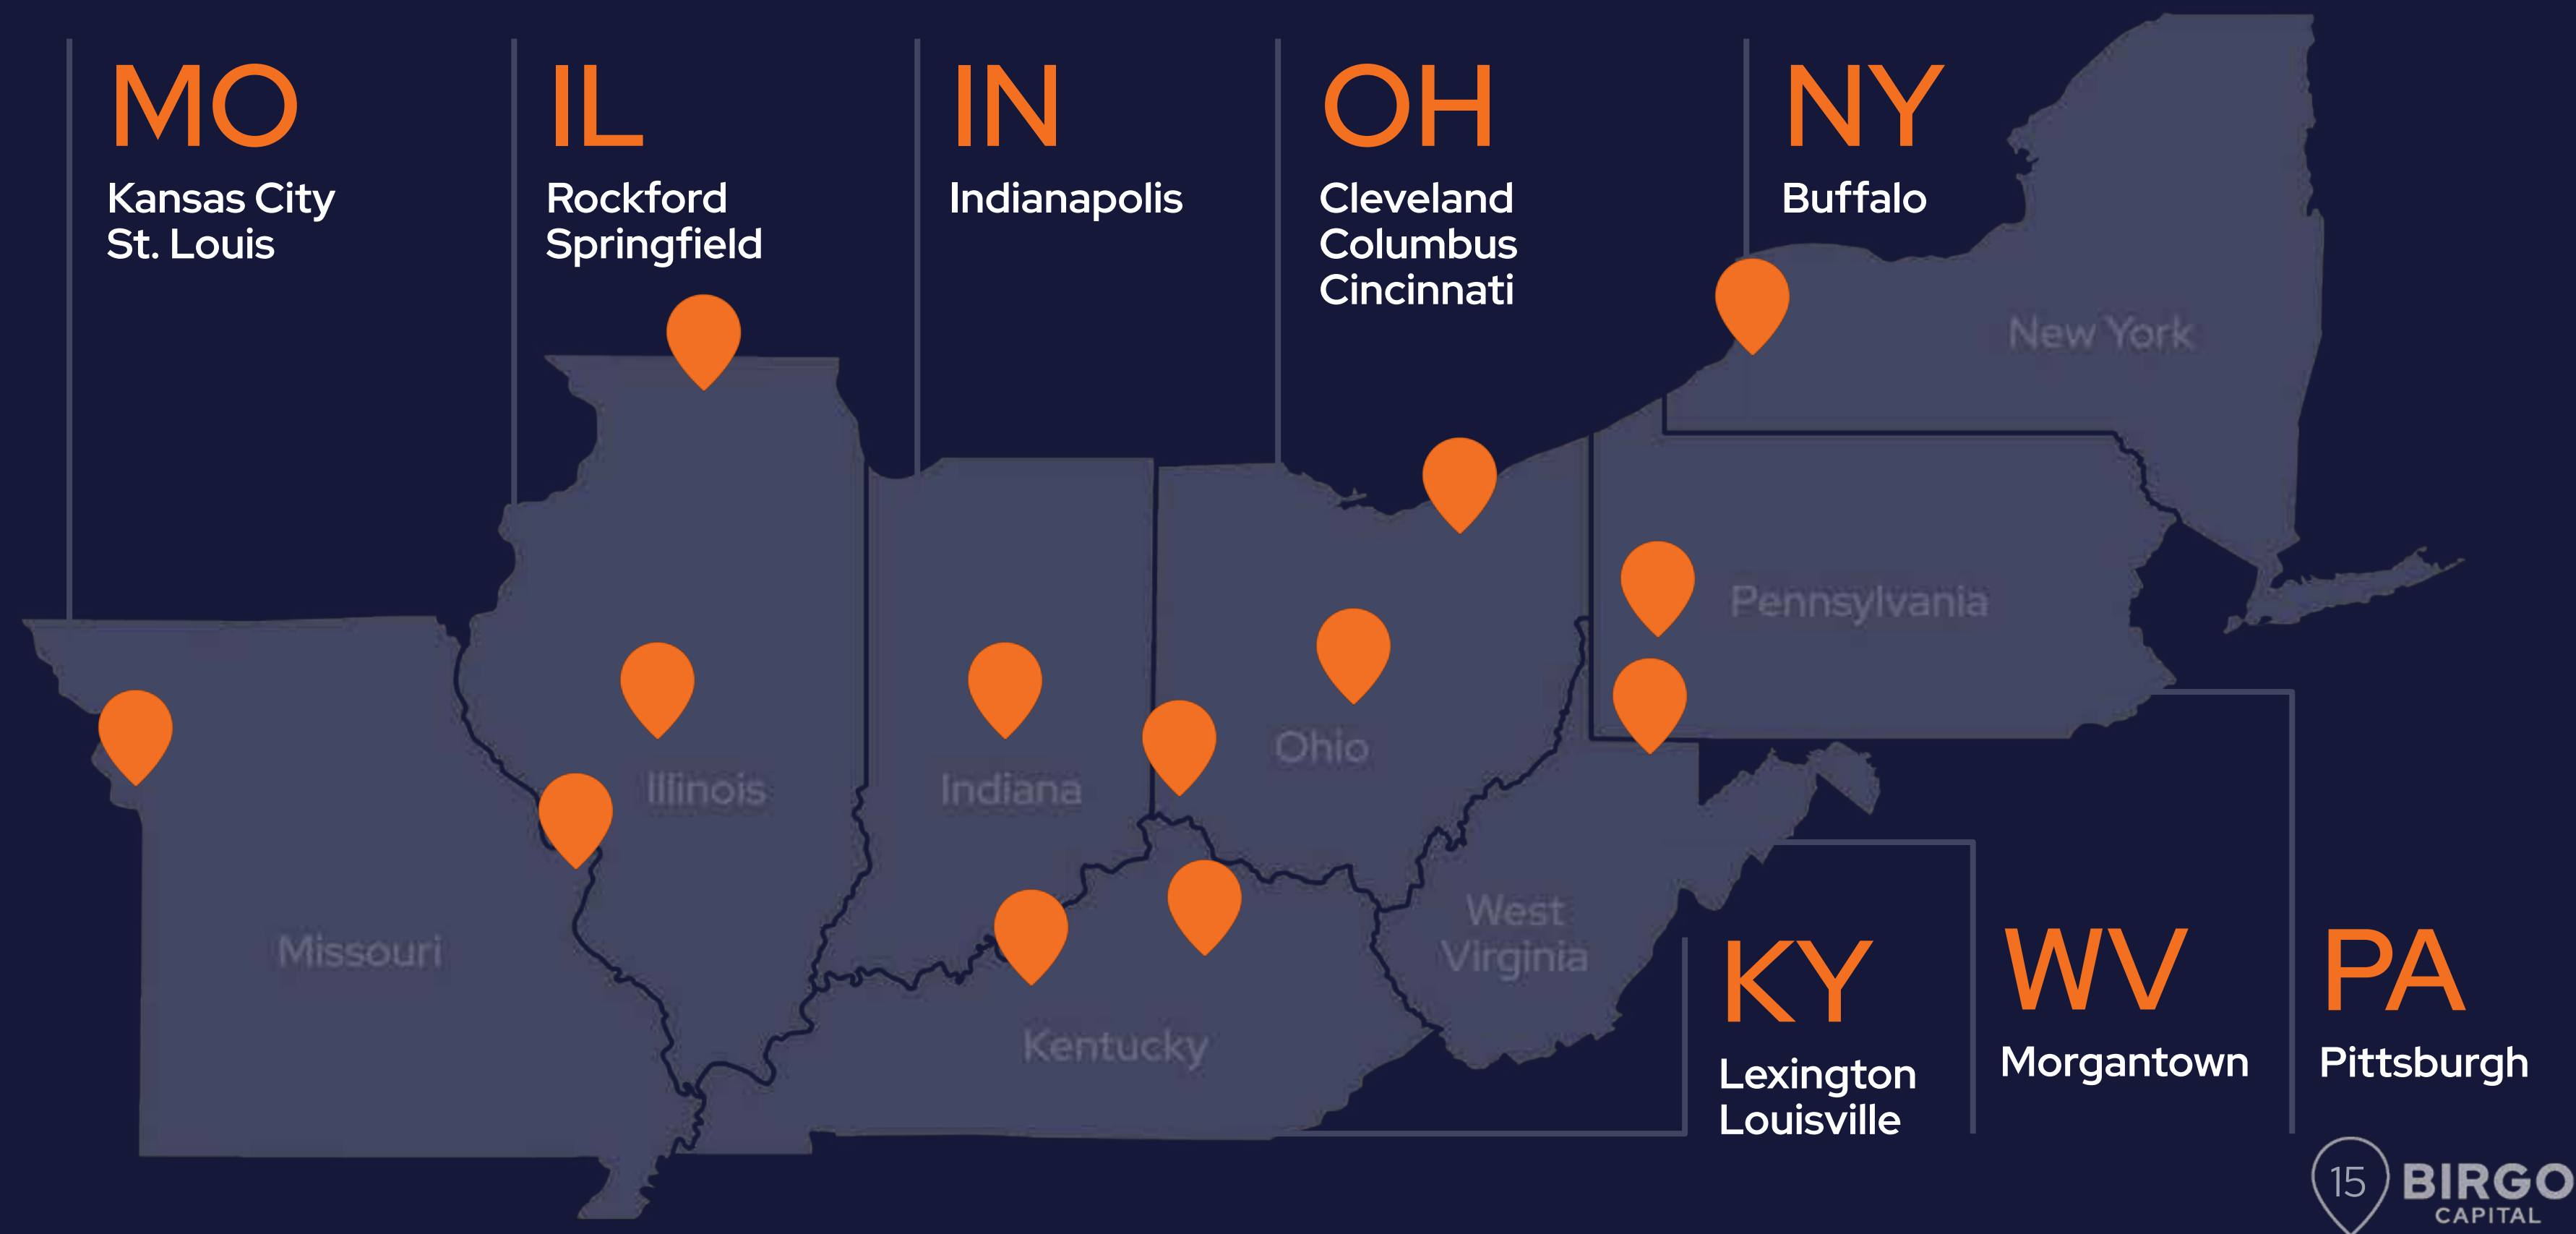 MO
Kansas City
St. Louis
IL
Rockford
Springfield
IN
Indianapolis
OH
Cleveland
Columbus
Cincinnati
NY
Buffalo
New York
Pennsylvania
Ohio
Illinois
Indiana
Missouri
West
Virginia
Kentucky
KY
Lexington
Louisville
WV
Morgantown
PA
Pittsburgh
15
BIRGO
CAPITAL